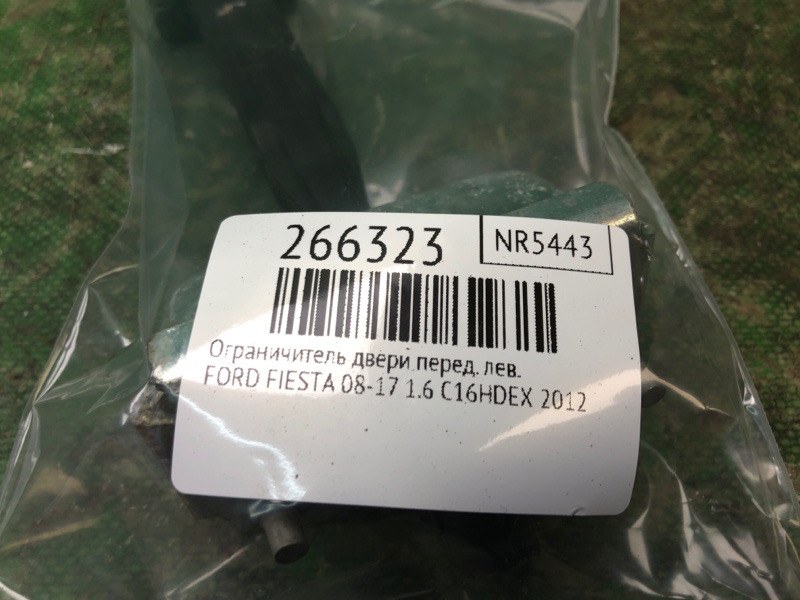 266323
NR5443
Ограничитель двери перед. лев.
FORD FIESTA 08-17 1.6 C16HDEX 2012